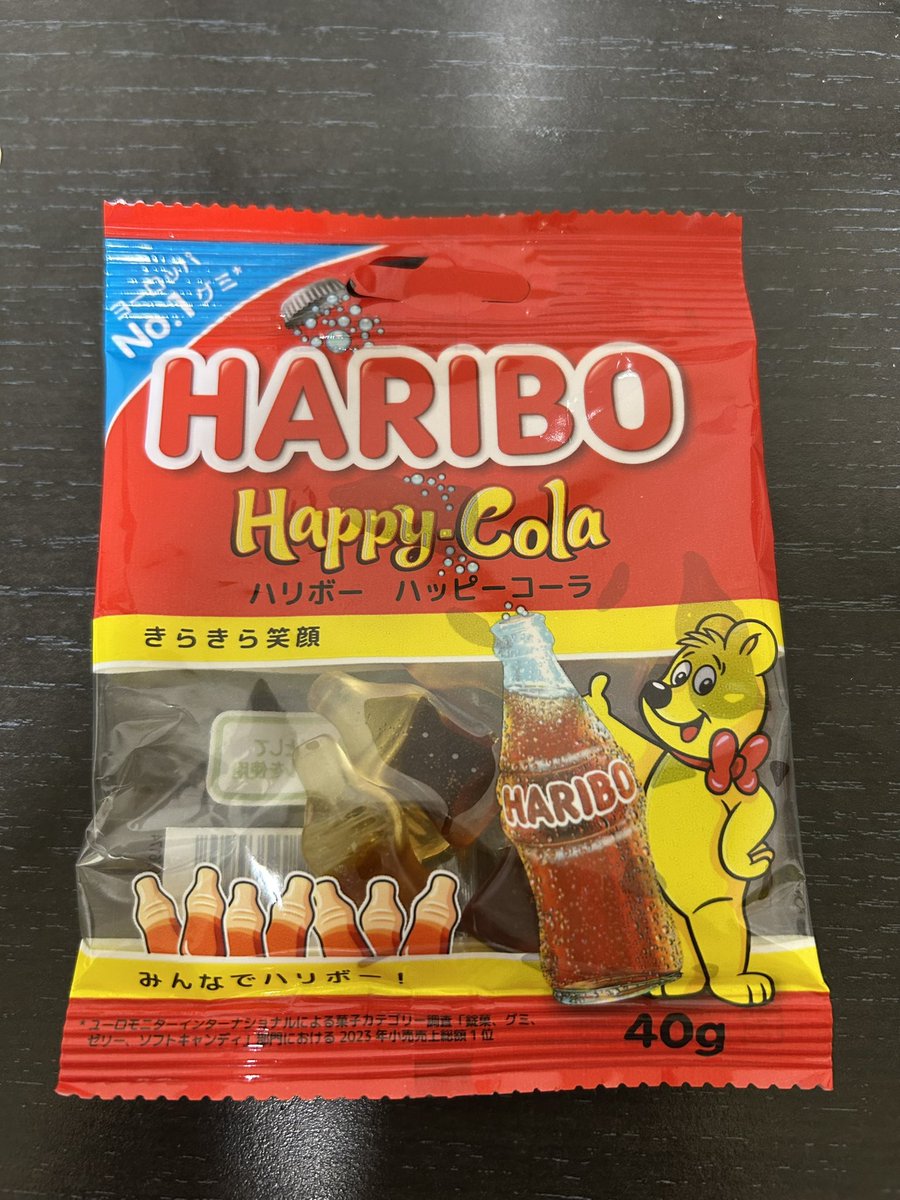 ヨーロッパ
No.1グミ*
HARIBO
Happy-Cola
ハリボー ハッピーコーラ
きらきら笑顔
HARIBO
みんなでハリボー!
*ユーロモニターインターナショナルによる菓子カテゴリー調査「錠菓、グミ、
ゼリー、ソフトキャンディ」部門における 2023年小売売上総額1位
40g